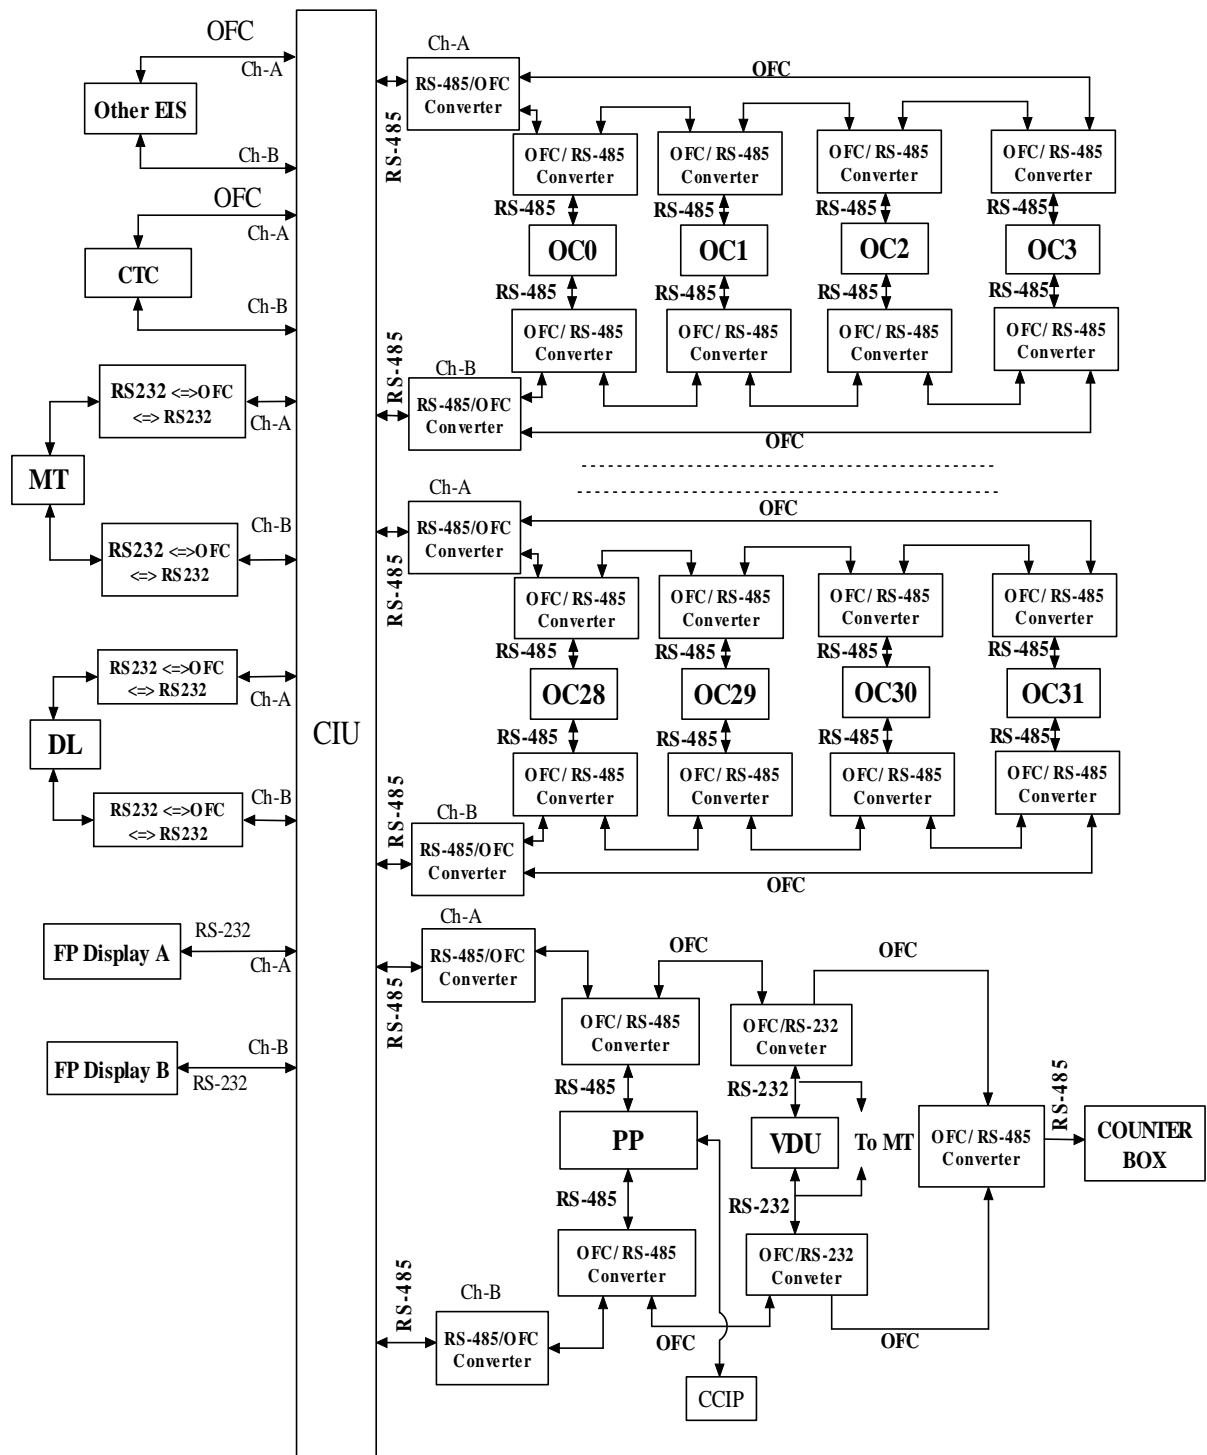 OFC
Ch-A
Other EIS
Ch-B
OFC
Ch-A
CTC
Ch-B
RS232 <=>OFC
<=> RS232
Ch-A
MT
Ch-B
RS232 <=>OFC
<=> RS232
RS232 <=>OFC
<=> RS232
Ch-A
DL
Ch-B
RS232 <=>OFC
<=> RS232
RS-232
FP Display A
Ch-A
Ch-B
FP Display B
RS-232
CIU
Ch-A
RS-485/OFC
Converter
OFC
RS-485
OFC/ RS-485
Converter
OFC/ RS-485
Converter
OFC/ RS-485
Converter
OFC/ RS-485
Converter
RS-485
RS-485
RS-485
RS-485
OC0
OC1
OC2
OC3
RS-485
RS-485
RS-485
RS-485
OFC/ RS-485
Converter
OFC/ RS-485
Converter
OFC/ RS-485
Converter
OFC/ RS-485
Converter
RS-485
Ch-B
RS-485/OFC
Converter
OFC
Ch-A
RS-485/OFC
Converter
OFC
RS-485
OFC/ RS-485
Converter
OFC/ RS-485
Converter
OFC/ RS-485
Converter
OFC/ RS-485
Converter
RS-485
RS-485
RS-485
RS-485
OC28
OC29
OC30
OC31
RS-485
RS-485
RS-485
RS-485
OFC/ RS-485
Converter
OFC/ RS-485
Converter
OFC/ RS-485
Converter
OFC/ RS-485
Converter
RS-485
Ch-B
RS-485/OFC
Converter
OFC
Ch-A
RS-485/OFC
Converter
OFC
OFC
RS-485
OFC/ RS-485
Converter
OFC/RS-232
Conveter
RS-485
RS-232
PP
VDU
To MT
OFC/ RS-485
Converter
RS-485
COUNTER
BOX
RS-485
RS-232
OFC/ RS-485
Converter
OFC/RS-232
Conveter
RS-485
Ch-B
RS-485/OFC
Converter
OFC
OFC
CCIP